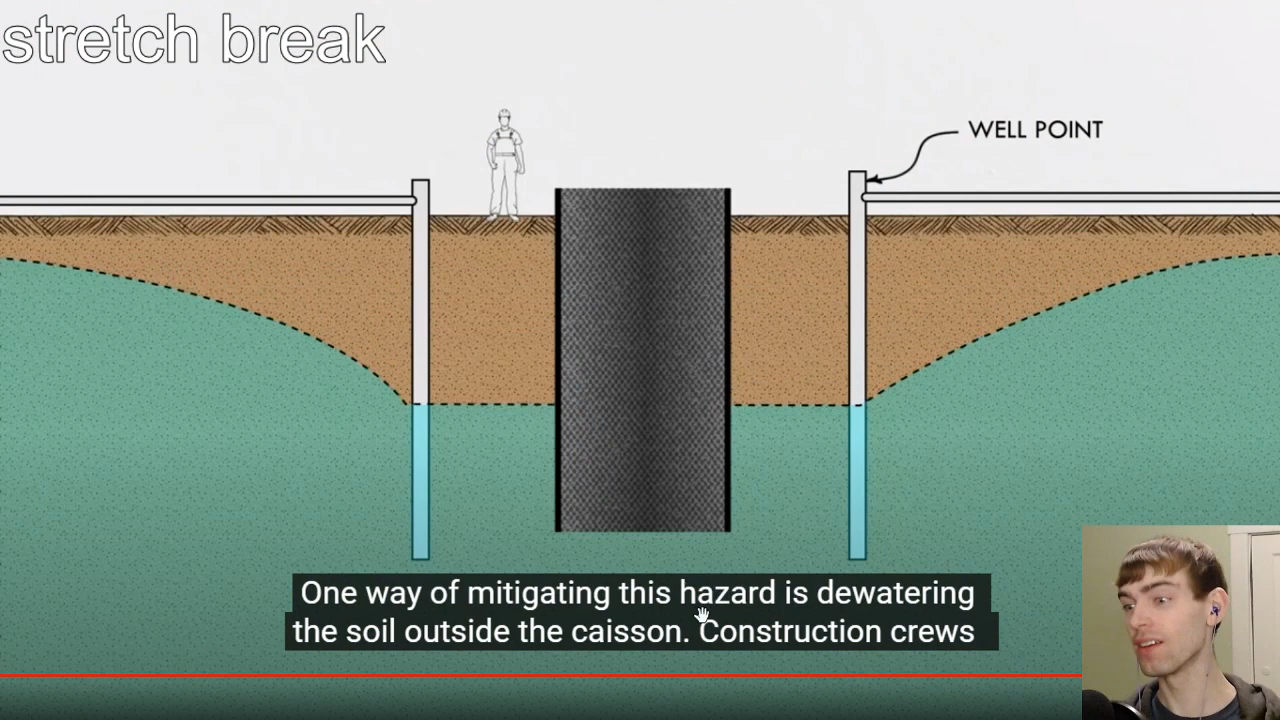 stretch break
WELL POINT
One way of mitigating this hazard is dewatering
the soil outside the caisson. Construction crews